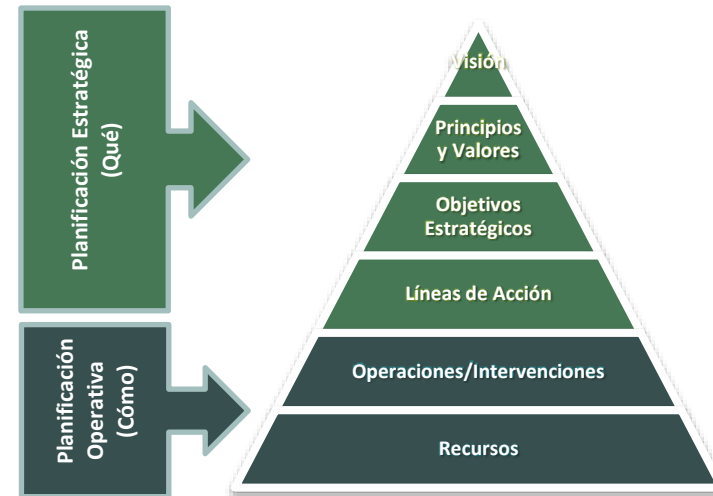 Planificación Estratégica
(Qué)
Visión
Principios
y Valores
Objetivos
Estratégicos
Líneas de Acción
Planificación
Operativa
(Cómo)
Operaciones/Intervenciones
Recursos